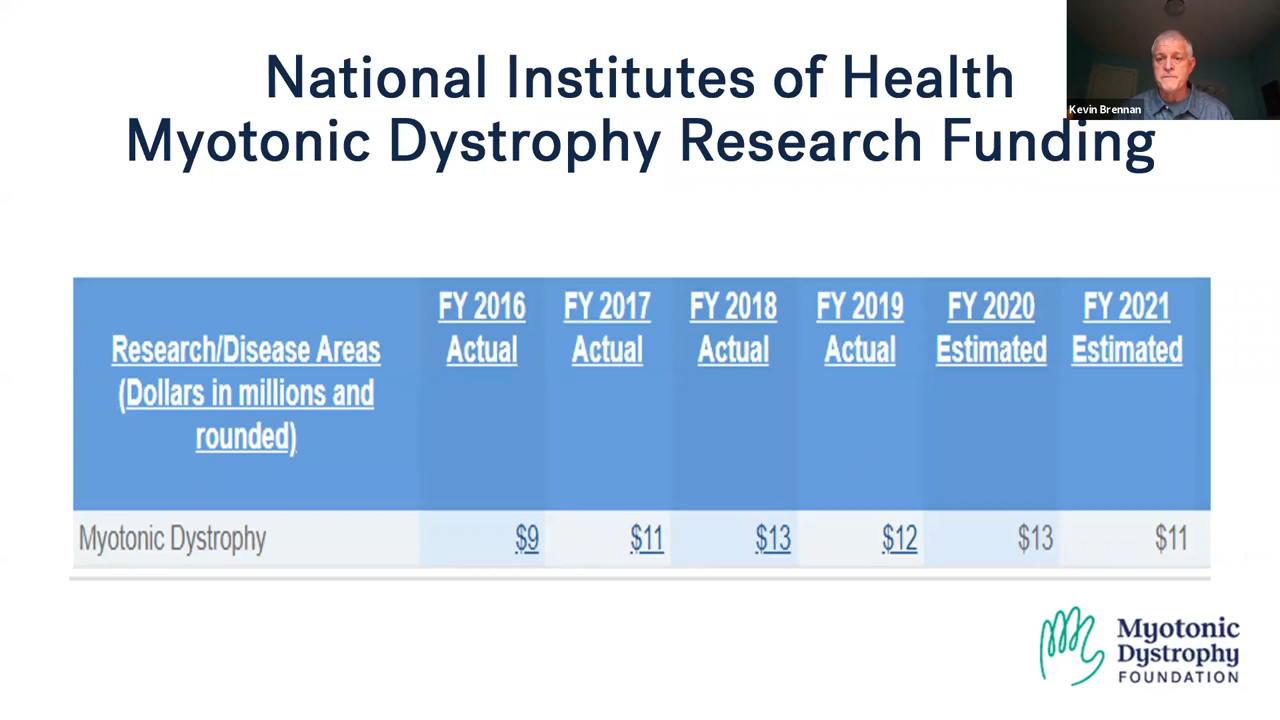 National Institutes of Health
Myotonic Dystrophy Research Funding
Kevin Brennan
Research/Disease Areas
(Dollars in millions and
rounded)
FY 2016
Actual
FY 2017
Actual
FY 2018
Actual
FY 2019
Actual
FY 2020
Estimated
FY 2021
Estimated
Myotonic Dystrophy $9 $11 $13 $12 $13 $11
Myotonic
Dystrophy
FOUNDATION